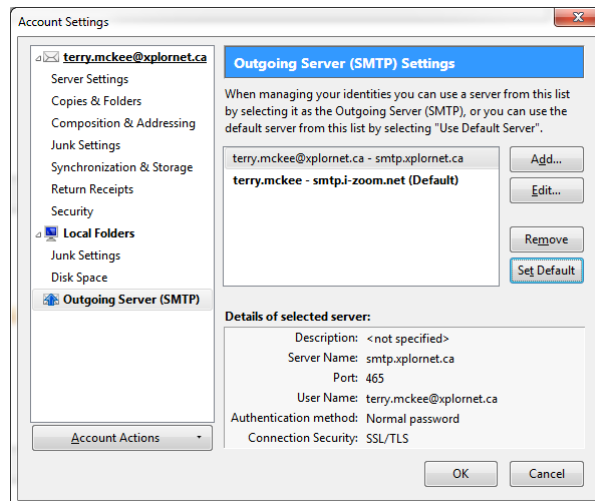 Account Settings
terry.mckee@xplornet.ca
Server Settings
Copies & Folders
Composition & Addressing
Junk Settings
Synchronization & Storage
Return Receipts
Security
Local Folders
Junk Settings
Disk Space
Outgoing Server (SMTP)
Account Actions
Outgoing Server (SMTP) Settings
When managing your identities you can use a server from this list
by selecting it as the Outgoing Server (SMTP), or you can use the
default server from this list by selecting "Use Default Server".
terry.mckee@xplornet.ca - smtp.xplornet.ca
terry.mckee - smtp.i-zoom.net (Default)
Add...
Edit...
Remove
Set Default
Details of selected server:
Description: <not specified>
Server Name: smtp.xplornet.ca
Port: 465
User Name: terry.mckee@xplornet.ca
Authentication method: Normal password
Connection Security: SSL/TLS
OK
Cancel